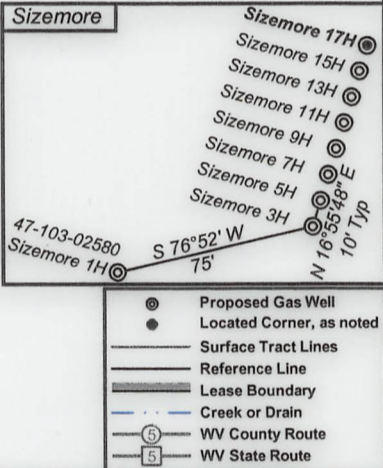 Sizemore
Sizemore 17H
Sizemore 15H
Sizemore 13H
Sizemore 11H
Sizemore 9H
Sizemore 7H
Sizemore 5H
Sizemore 3H
47-103-02580
Sizemore 1H
S 76°52' W
75'
N 16°55'48" E
10' Typ
Proposed Gas Well
Located Corner, as noted
Surface Tract Lines
Reference Line
Lease Boundary
Creek or Drain
5 WV County Route
5 WV State Route